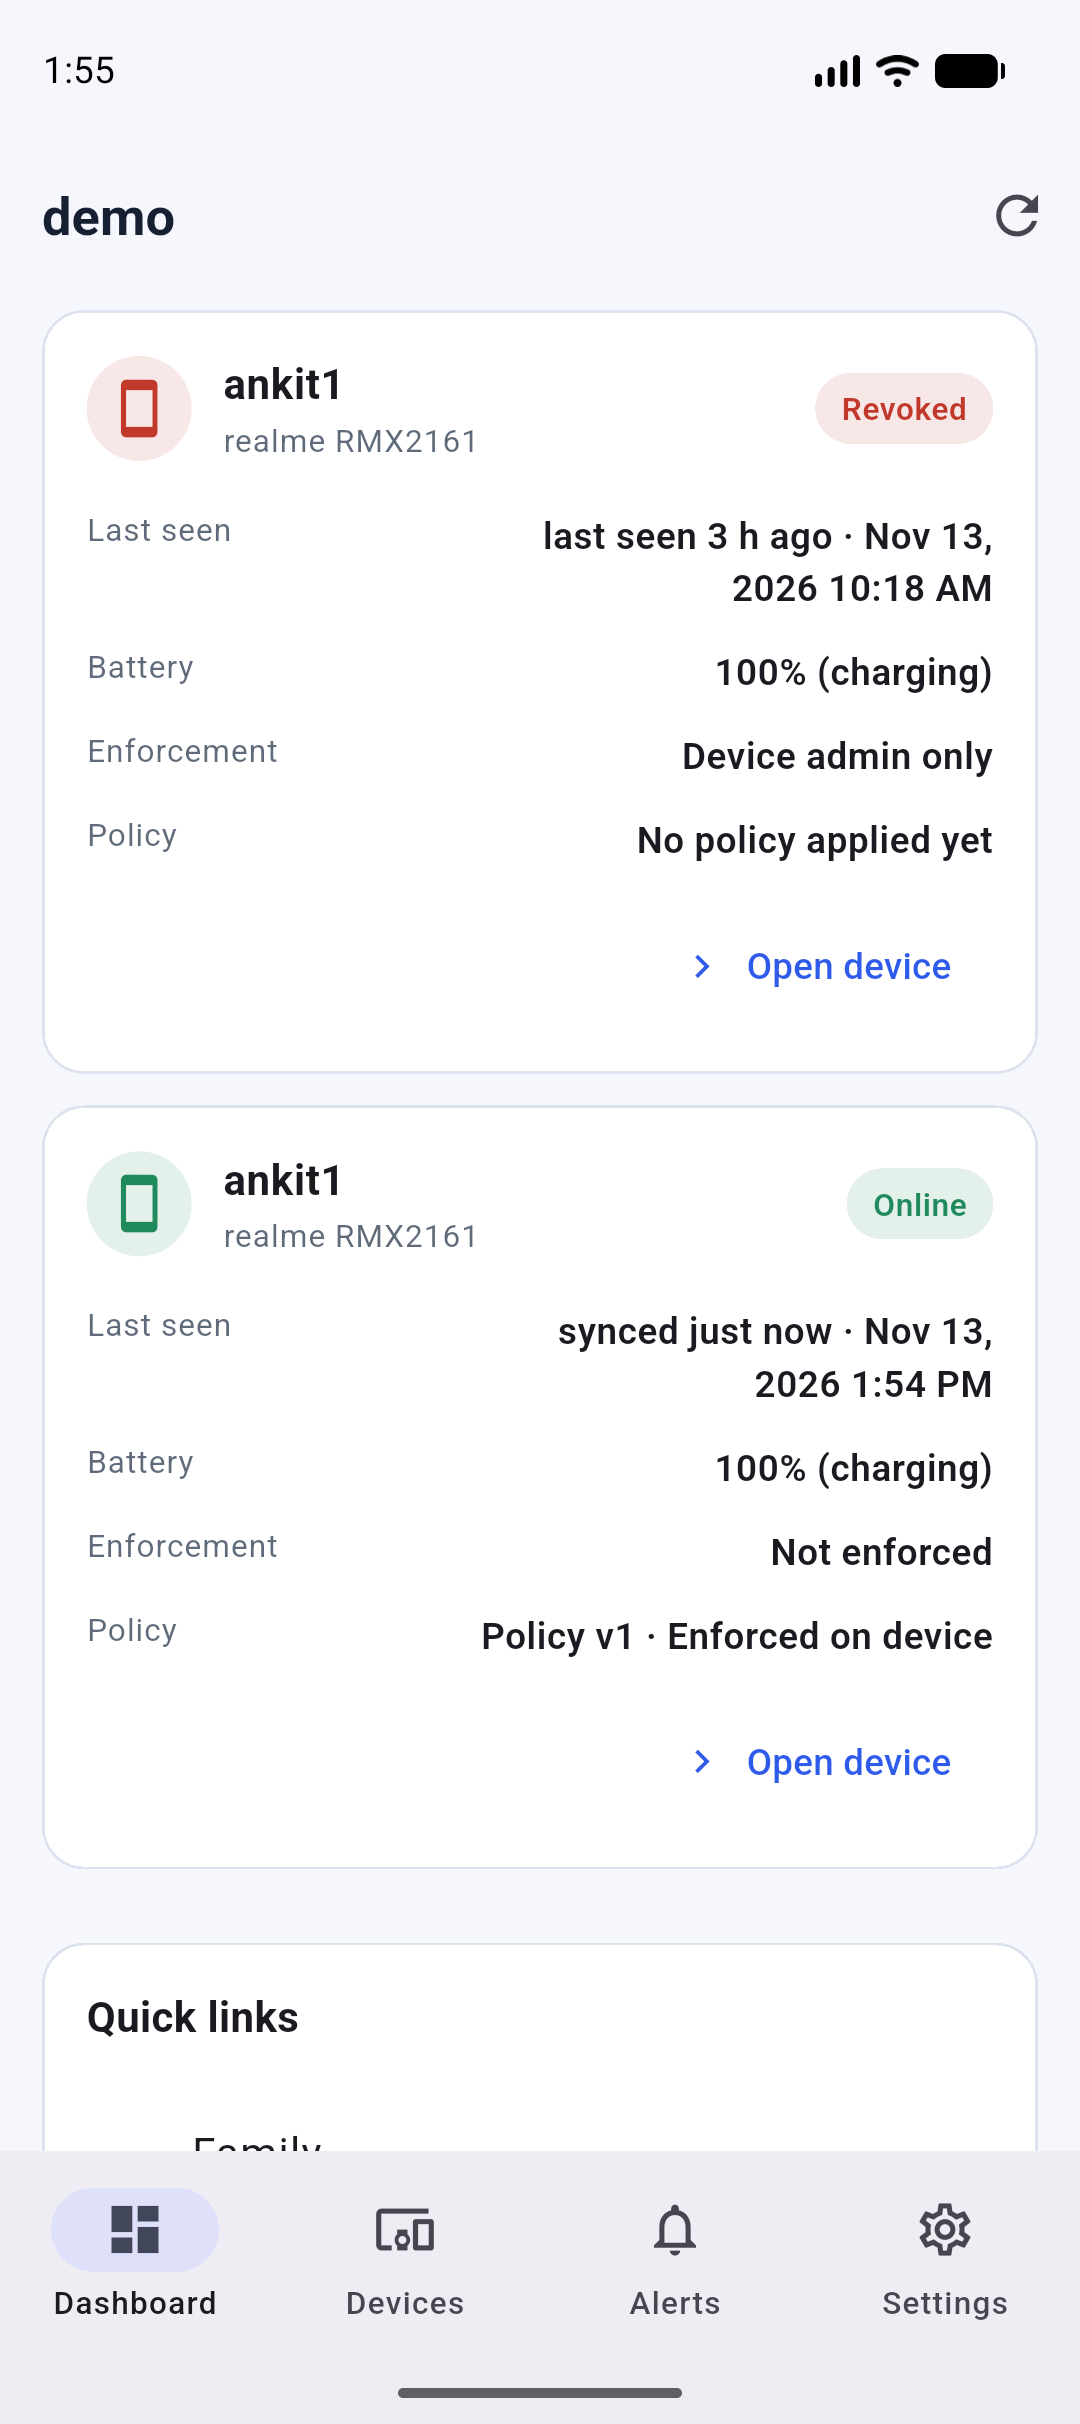 1:55
demo
ankit1
realme RMX2161
Revoked
Last seen
last seen 3 h ago · Nov 13,
2026 10:18 AM
Battery
100% (charging)
Enforcement
Device admin only
Policy
No policy applied yet
Open device
ankit1
realme RMX2161
Online
Last seen
synced just now · Nov 13,
2026 1:54 PM
Battery
100% (charging)
Enforcement
Not enforced
Policy
Policy v1 · Enforced on device
Open device
Quick links
Family
Dashboard
Devices
Alerts
Settings